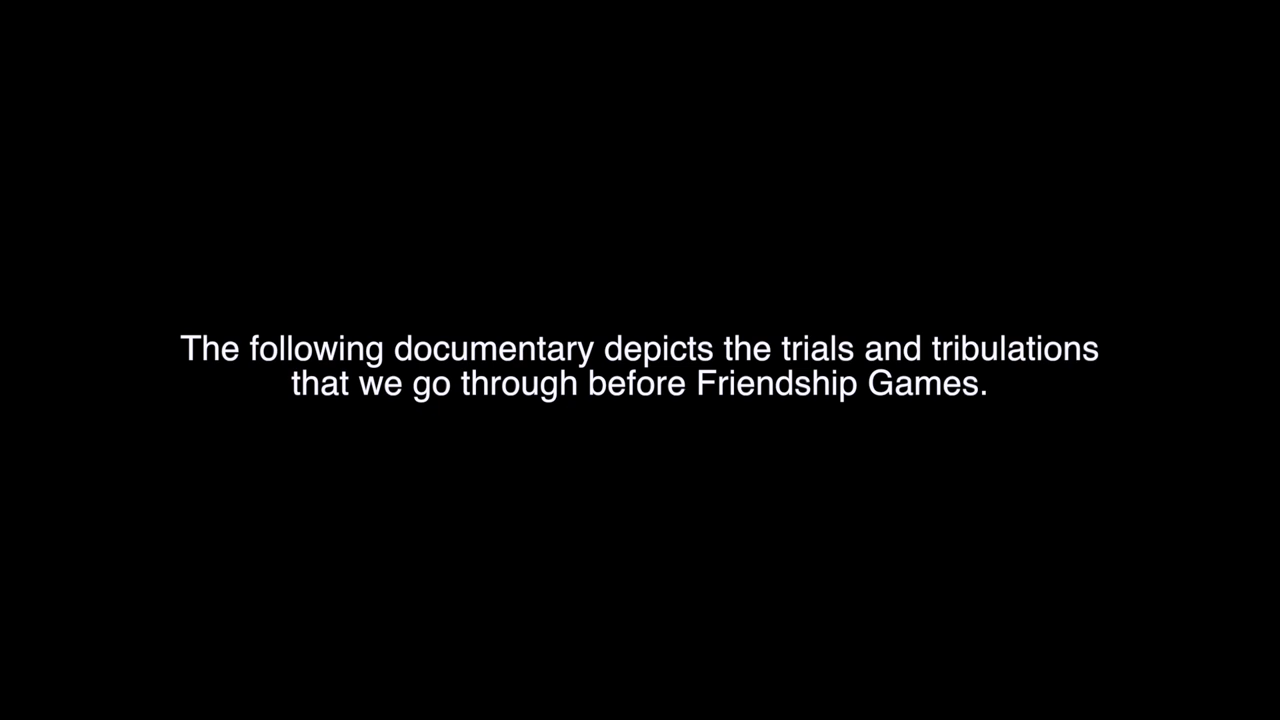 The following documentary depicts the trials and tribulations
that we go through before Friendship Games.